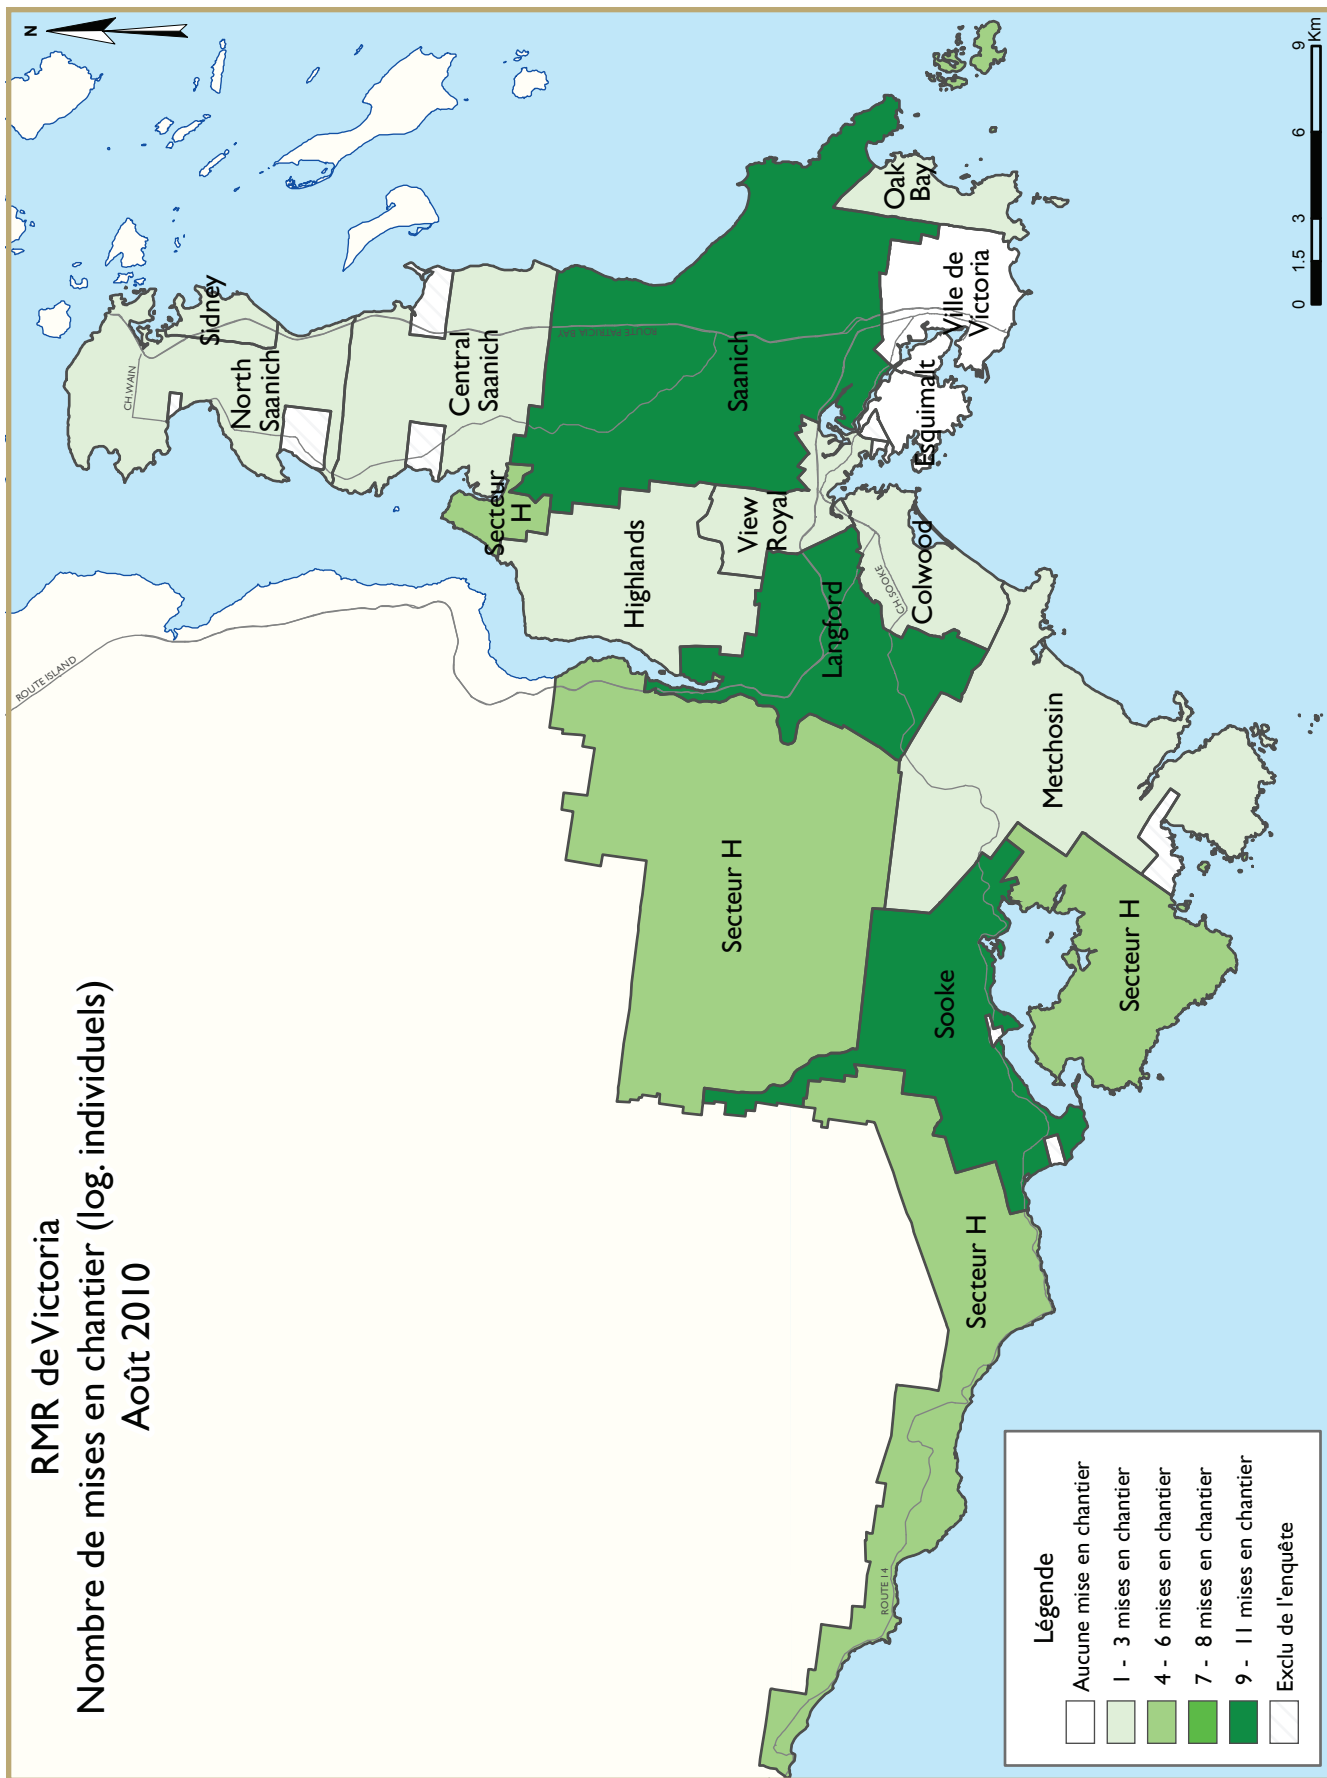 RMR de Victoria
Nombre de mises en chantier (log. individuels)
Août 2010
N
ROUTE ISLAND
CH.WAIN
Sidney
North
Saanich
Central
Saanich
ROUTE PATRICIA BAY
Secteur
H
Saanich
Highlands
View
Royal
Oak
Bay
Ville de
Victoria
Esquimalt
Langford
Colwood
CH.SOOKE
Metchosin
Secteur H
Sooke
Secteur H
Secteur H
ROUTE 14
Légende
Aucune mise en chantier
1 - 3 mises en chantier
4 - 6 mises en chantier
7 - 8 mises en chantier
9 - 11 mises en chantier
Exclu de l'enquête
0 1.5 3 6 9
Km